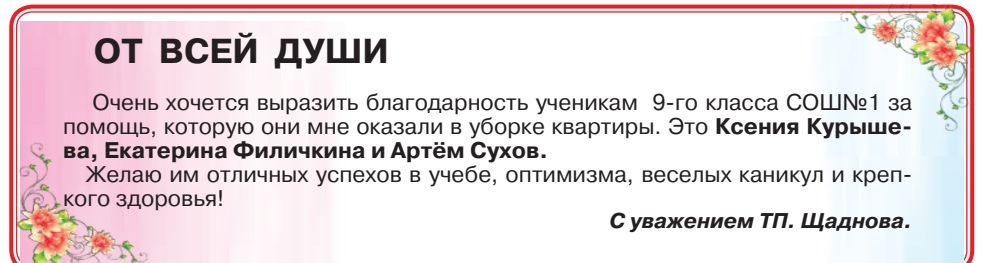 ОТ ВСЕЙ ДУШИ
Очень хочется выразить благодарность ученикам 9-го класса СОШ№1 за
помощь, которую они мне оказали в уборке квартиры. Это Ксения Курыше-
ва, Екатерина Филичкина и Артём Сухов.
Желаю им отличных успехов в учебе, оптимизма, веселых каникул и креп-
кого здоровья!
С уважением ТП. Щаднова.